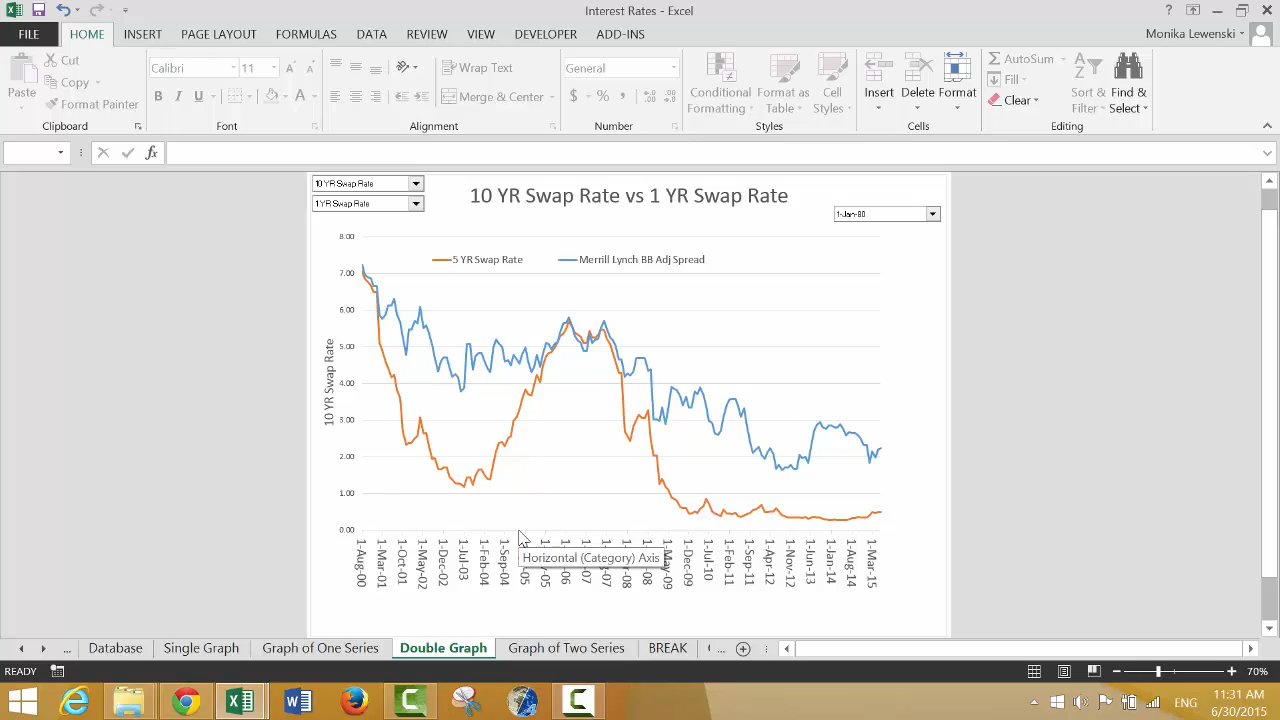 Interest Rates - Excel
FILE HOME INSERT PAGE LAYOUT FORMULAS DATA REVIEW VIEW DEVELOPER ADD-INS Monika Lewenski
Paste
Cut
Copy
Format Painter
Clipboard
Calibri 11
B I U
Font
Wrap Text
Merge & Center
Alignment
General
$ % ,
Number
Conditional Formatting
Format as Table
Cell Styles
Styles
Insert Delete Format
Cells
AutoSum
Fill
Clear
Sort & Filter
Find & Select
Editing
fx
10 YR Swap Rate
1 YR Swap Rate
10 YR Swap Rate vs 1 YR Swap Rate
1-Jan-80
5 YR Swap Rate Merrill Lynch BB Adj Spread
8.00
7.00
6.00
5.00
4.00
3.00
2.00
1.00
0.00
10 YR Swap Rate
1-Aug-00
1-Mar-01
1-Oct-01
1-May-02
1-Dec-02
1-Jul-03
1-Feb-04
1-Sep-04
1-May-09
1-Dec-09
1-Jul-10
1-Feb-11
1-Sep-11
1-Apr-12
1-Nov-12
1-Jun-13
1-Jan-14
1-Aug-14
1-Mar-15
Horizontal (Category) Axis
... Database Single Graph Graph of One Series Double Graph Graph of Two Series BREAK ...
READY 70%
ENG
11:31 AM
6/30/2015